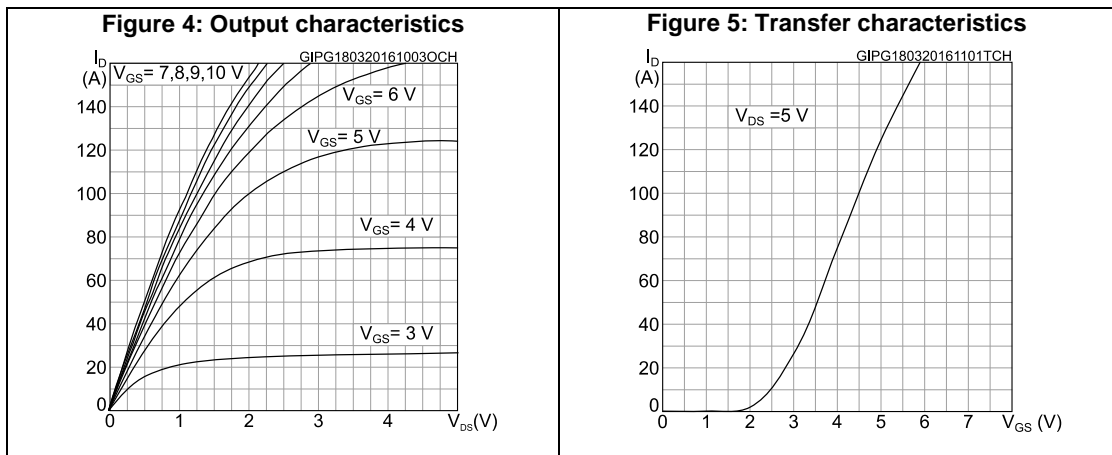 Figure 4: Output characteristics
GIPG180320161003OCH
I_D
(A)
V_GS= 7,8,9,10 V
V_GS= 6 V
V_GS= 5 V
V_GS= 4 V
V_GS= 3 V
140
120
100
80
60
40
20
0
0 1 2 3 4 V_DS(V)
Figure 5: Transfer characteristics
GIPG180320161101TCH
I_D
(A)
V_DS =5 V
140
120
100
80
60
40
20
0
0 1 2 3 4 5 6 7 V_GS (V)